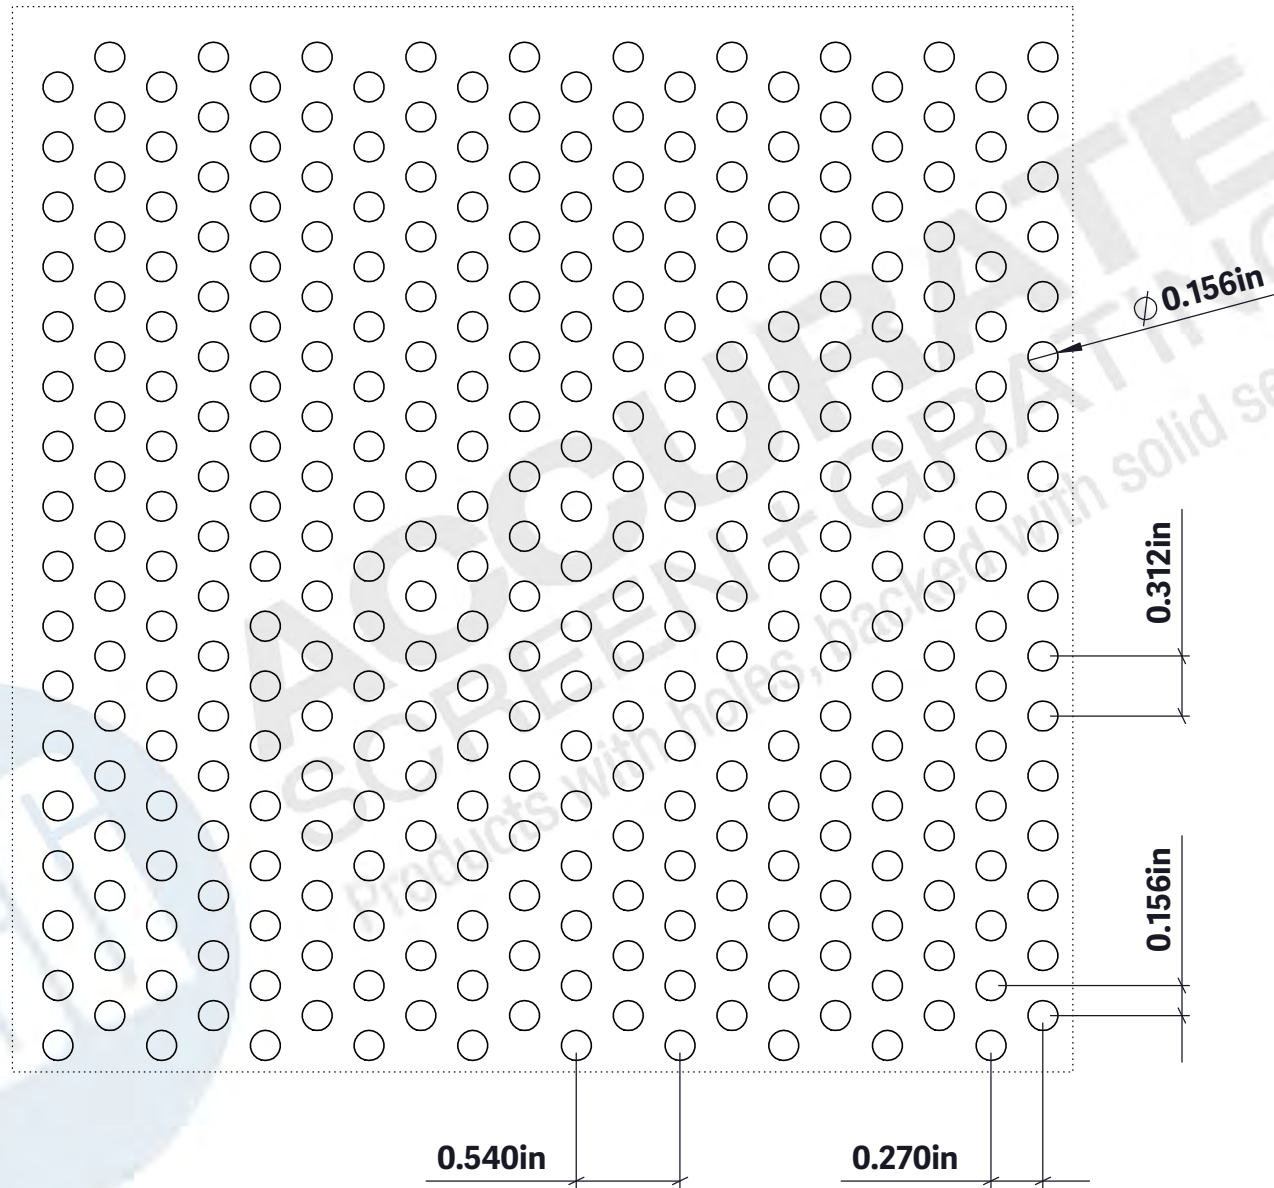 ACCURATE
SCREEN + GRATING
Products with holes, backed with solid se
∅ 0.156in
0.312in
0.156in
0.540in
0.270in